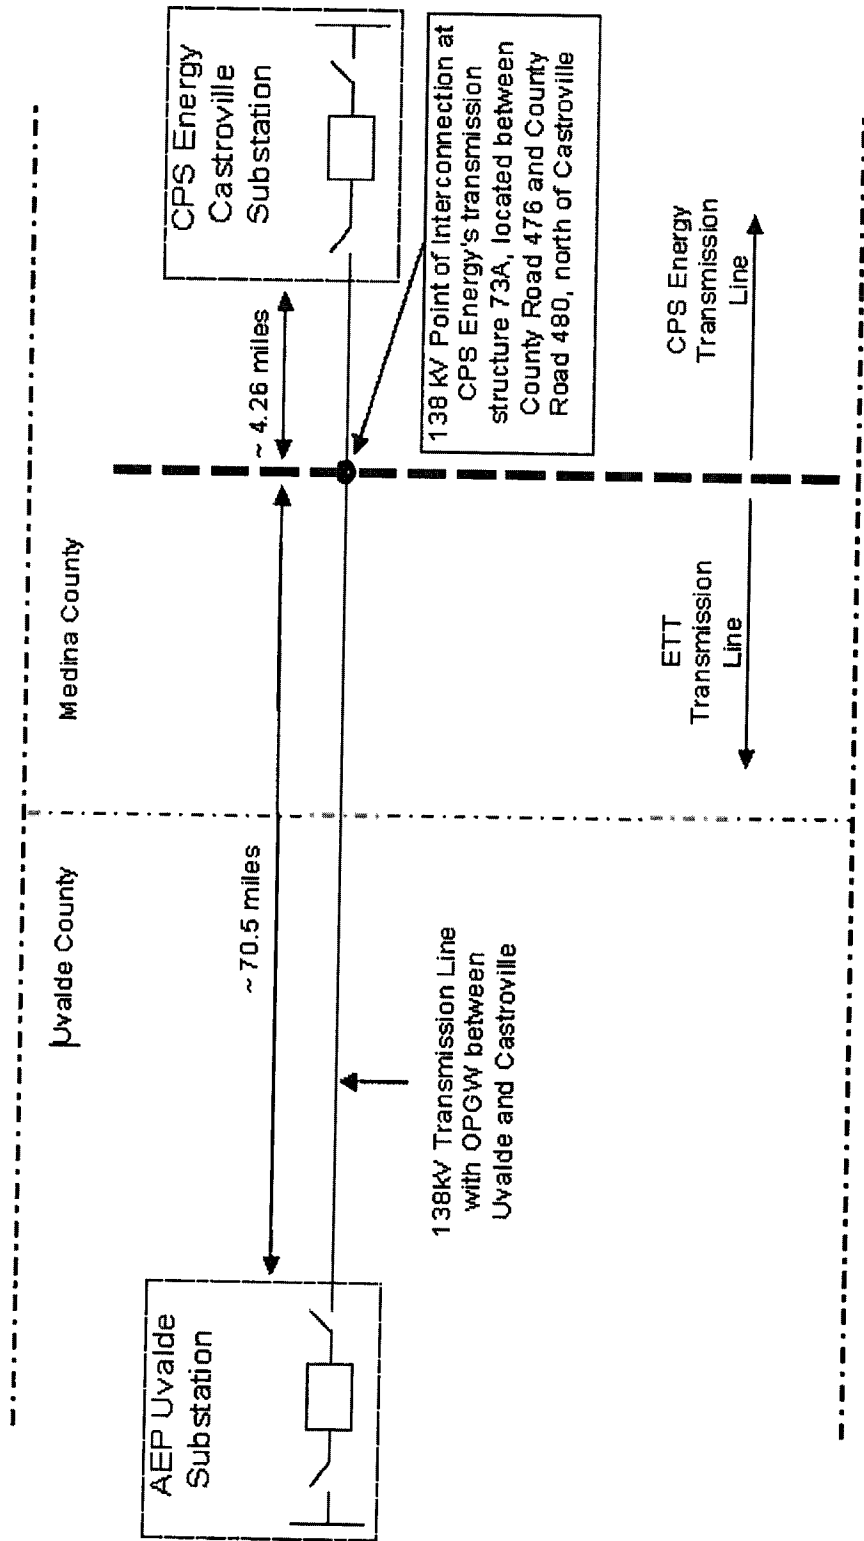 AEP Uvalde
Substation
Uvalde County
Medina County
CPS Energy
Castroville
Substation
~70.5 miles
~ 4.26 miles
138kV Transmission Line
with OPGW between
Uvalde and Castroville
138 kV Point of Interconnection at
CPS Energy's transmission
structure 73A, located between
County Road 476 and County
Road 480, north of Castroville
ETT
Transmission
Line
CPS Energy
Transmission
Line